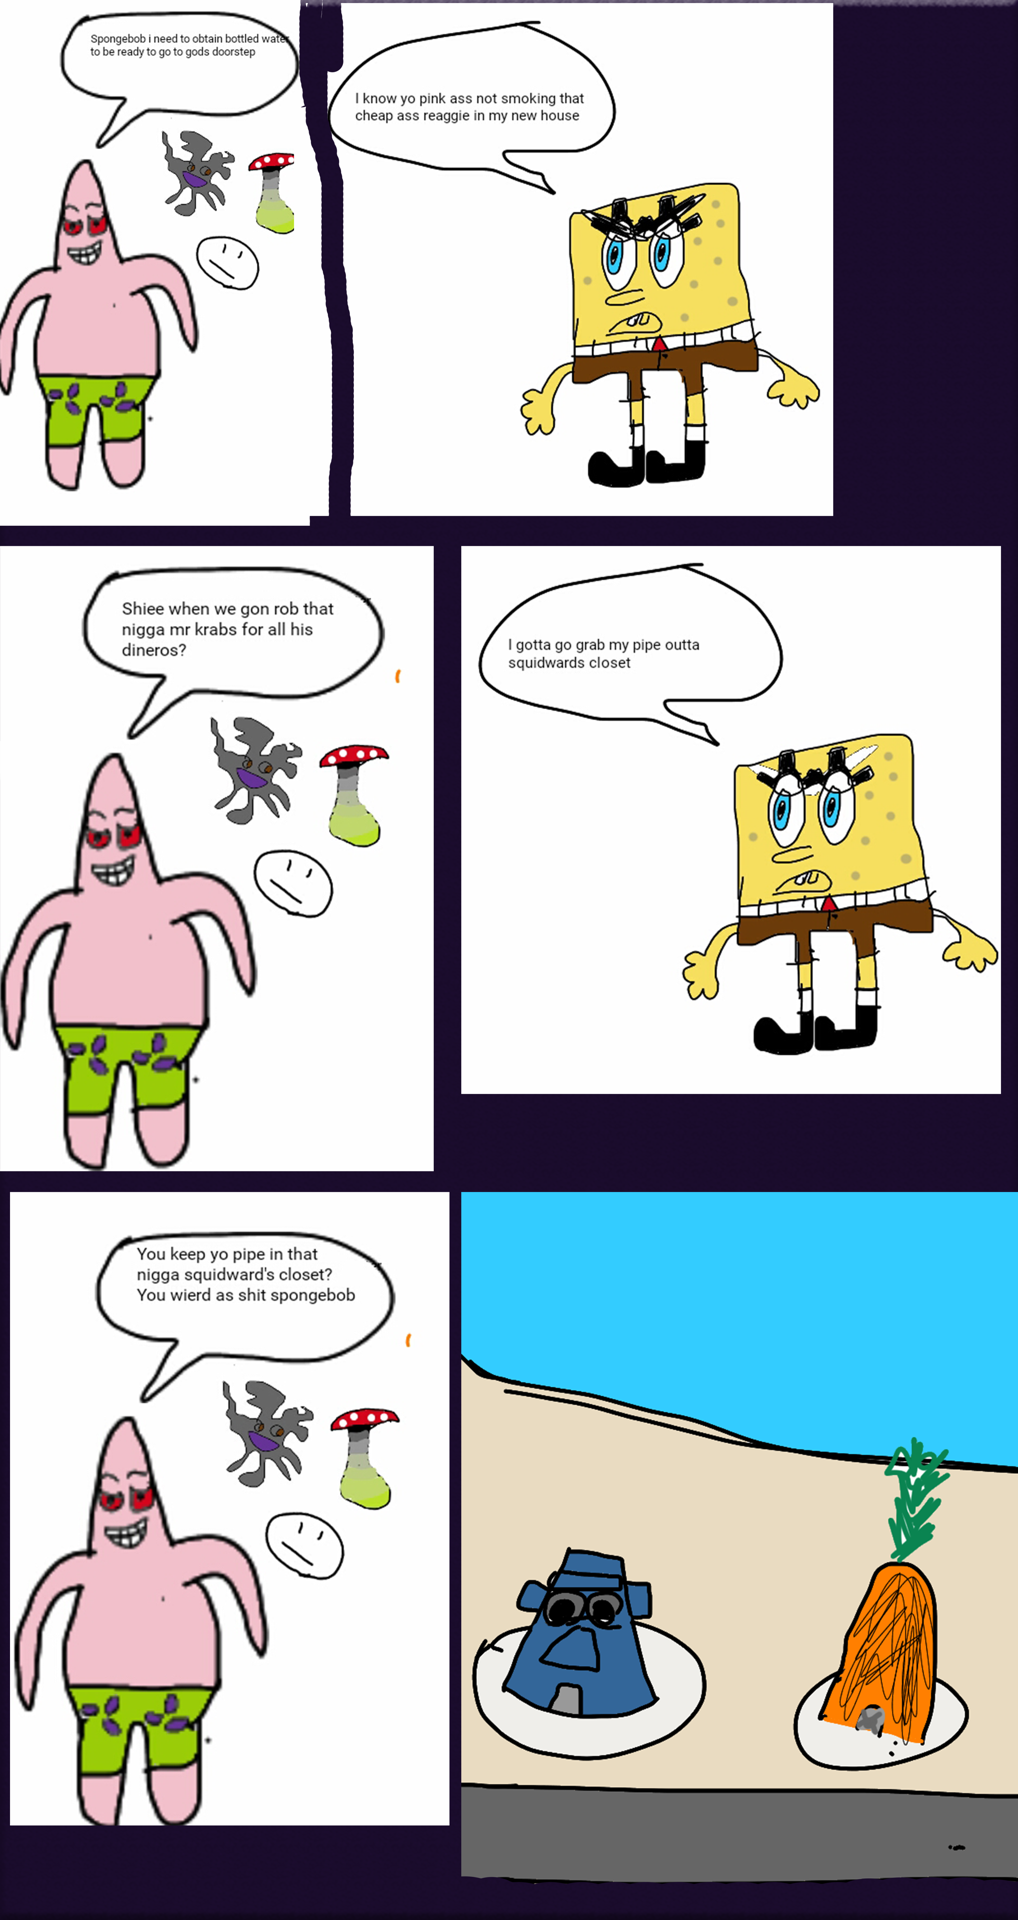 Spongebob i need to obtain bottled water
to be ready to go to gods doorstep
I know yo pink ass not smoking that
cheap ass reaggie in my new house
Shiee when we gon rob that
nigga mr krabs for all his
dineros?
I gotta go grab my pipe outta
squidwards closet
You keep yo pipe in that
nigga squidward's closet?
You wierd as shit spongebob